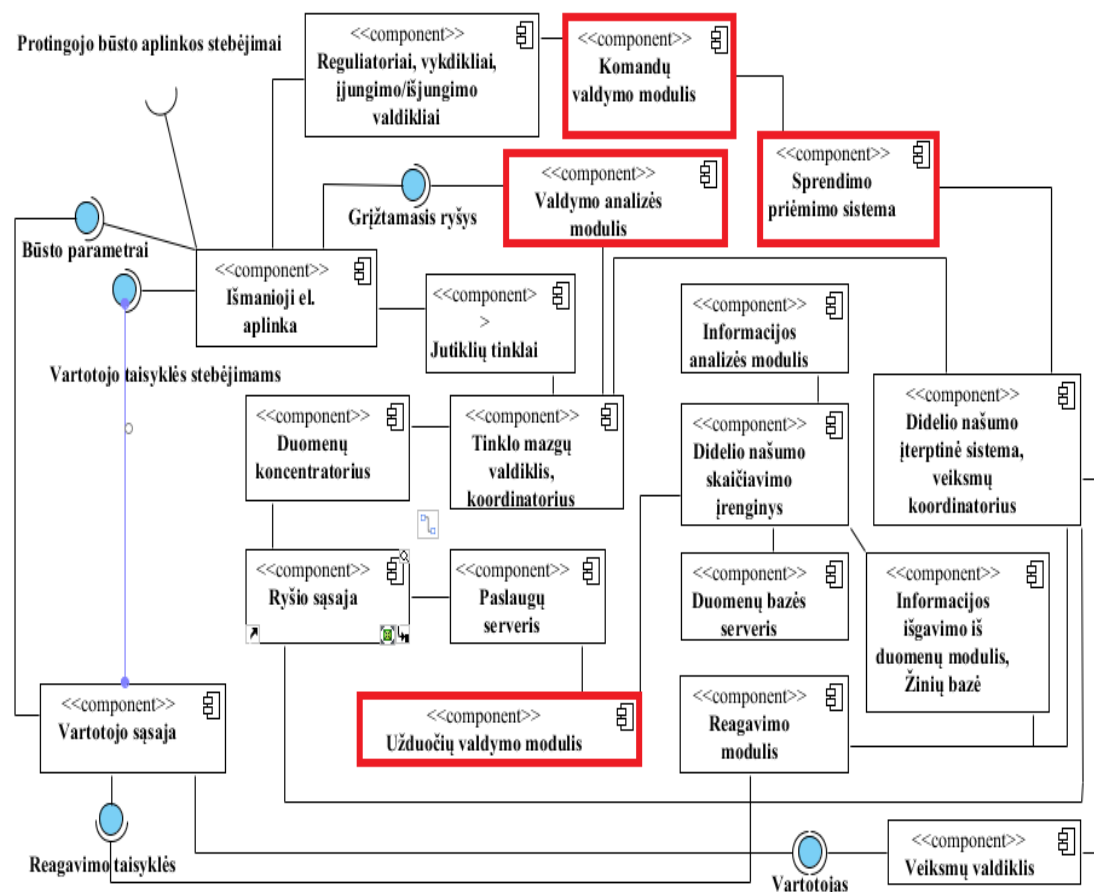 Protingojo būsto aplinkos stebėjimai
<<component>>
Reguliatoriai, vykdikliai,
įjungimo/išjungimo
valdikliai
<<component>>
Komandų
valdymo modulis
<<component>>
Sprendimo
priėmimo sistema
<<component>>
Valdymo analizės
modulis
Grįžtamasis ryšys
Būsto parametrai
<<component>>
Išmanioji el.
aplinka
<<component>
>
Jutiklių tinklai
<<component>>
Informacijos
analizės modulis
Vartotojo taisyklės stebėjimams
<<component>>
Duomenų
koncentratorius
<<component>>
Tinklo mazgų
valdiklis,
koordinatorius
<<component>>
Didelio našumo
skaičiavimo
įrenginys
<<component>>
Didelio našumo
įterptinė sistema,
veiksmų
koordinatorius
<<component>>
Ryšio sąsaja
<<component>>
Paslaugų
serveris
<<component>>
Duomenų bazės
serveris
<<component>>
Informacijos
išgavimo iš
duomenų modulis,
Žinių bazė
<<component>>
Vartotojo sąsaja
<<component>>
Užduočių valdymo modulis
<<component>>
Reagavimo
modulis
Reagavimo taisyklės
Vartotojas
<<component>>
Veiksmų valdiklis